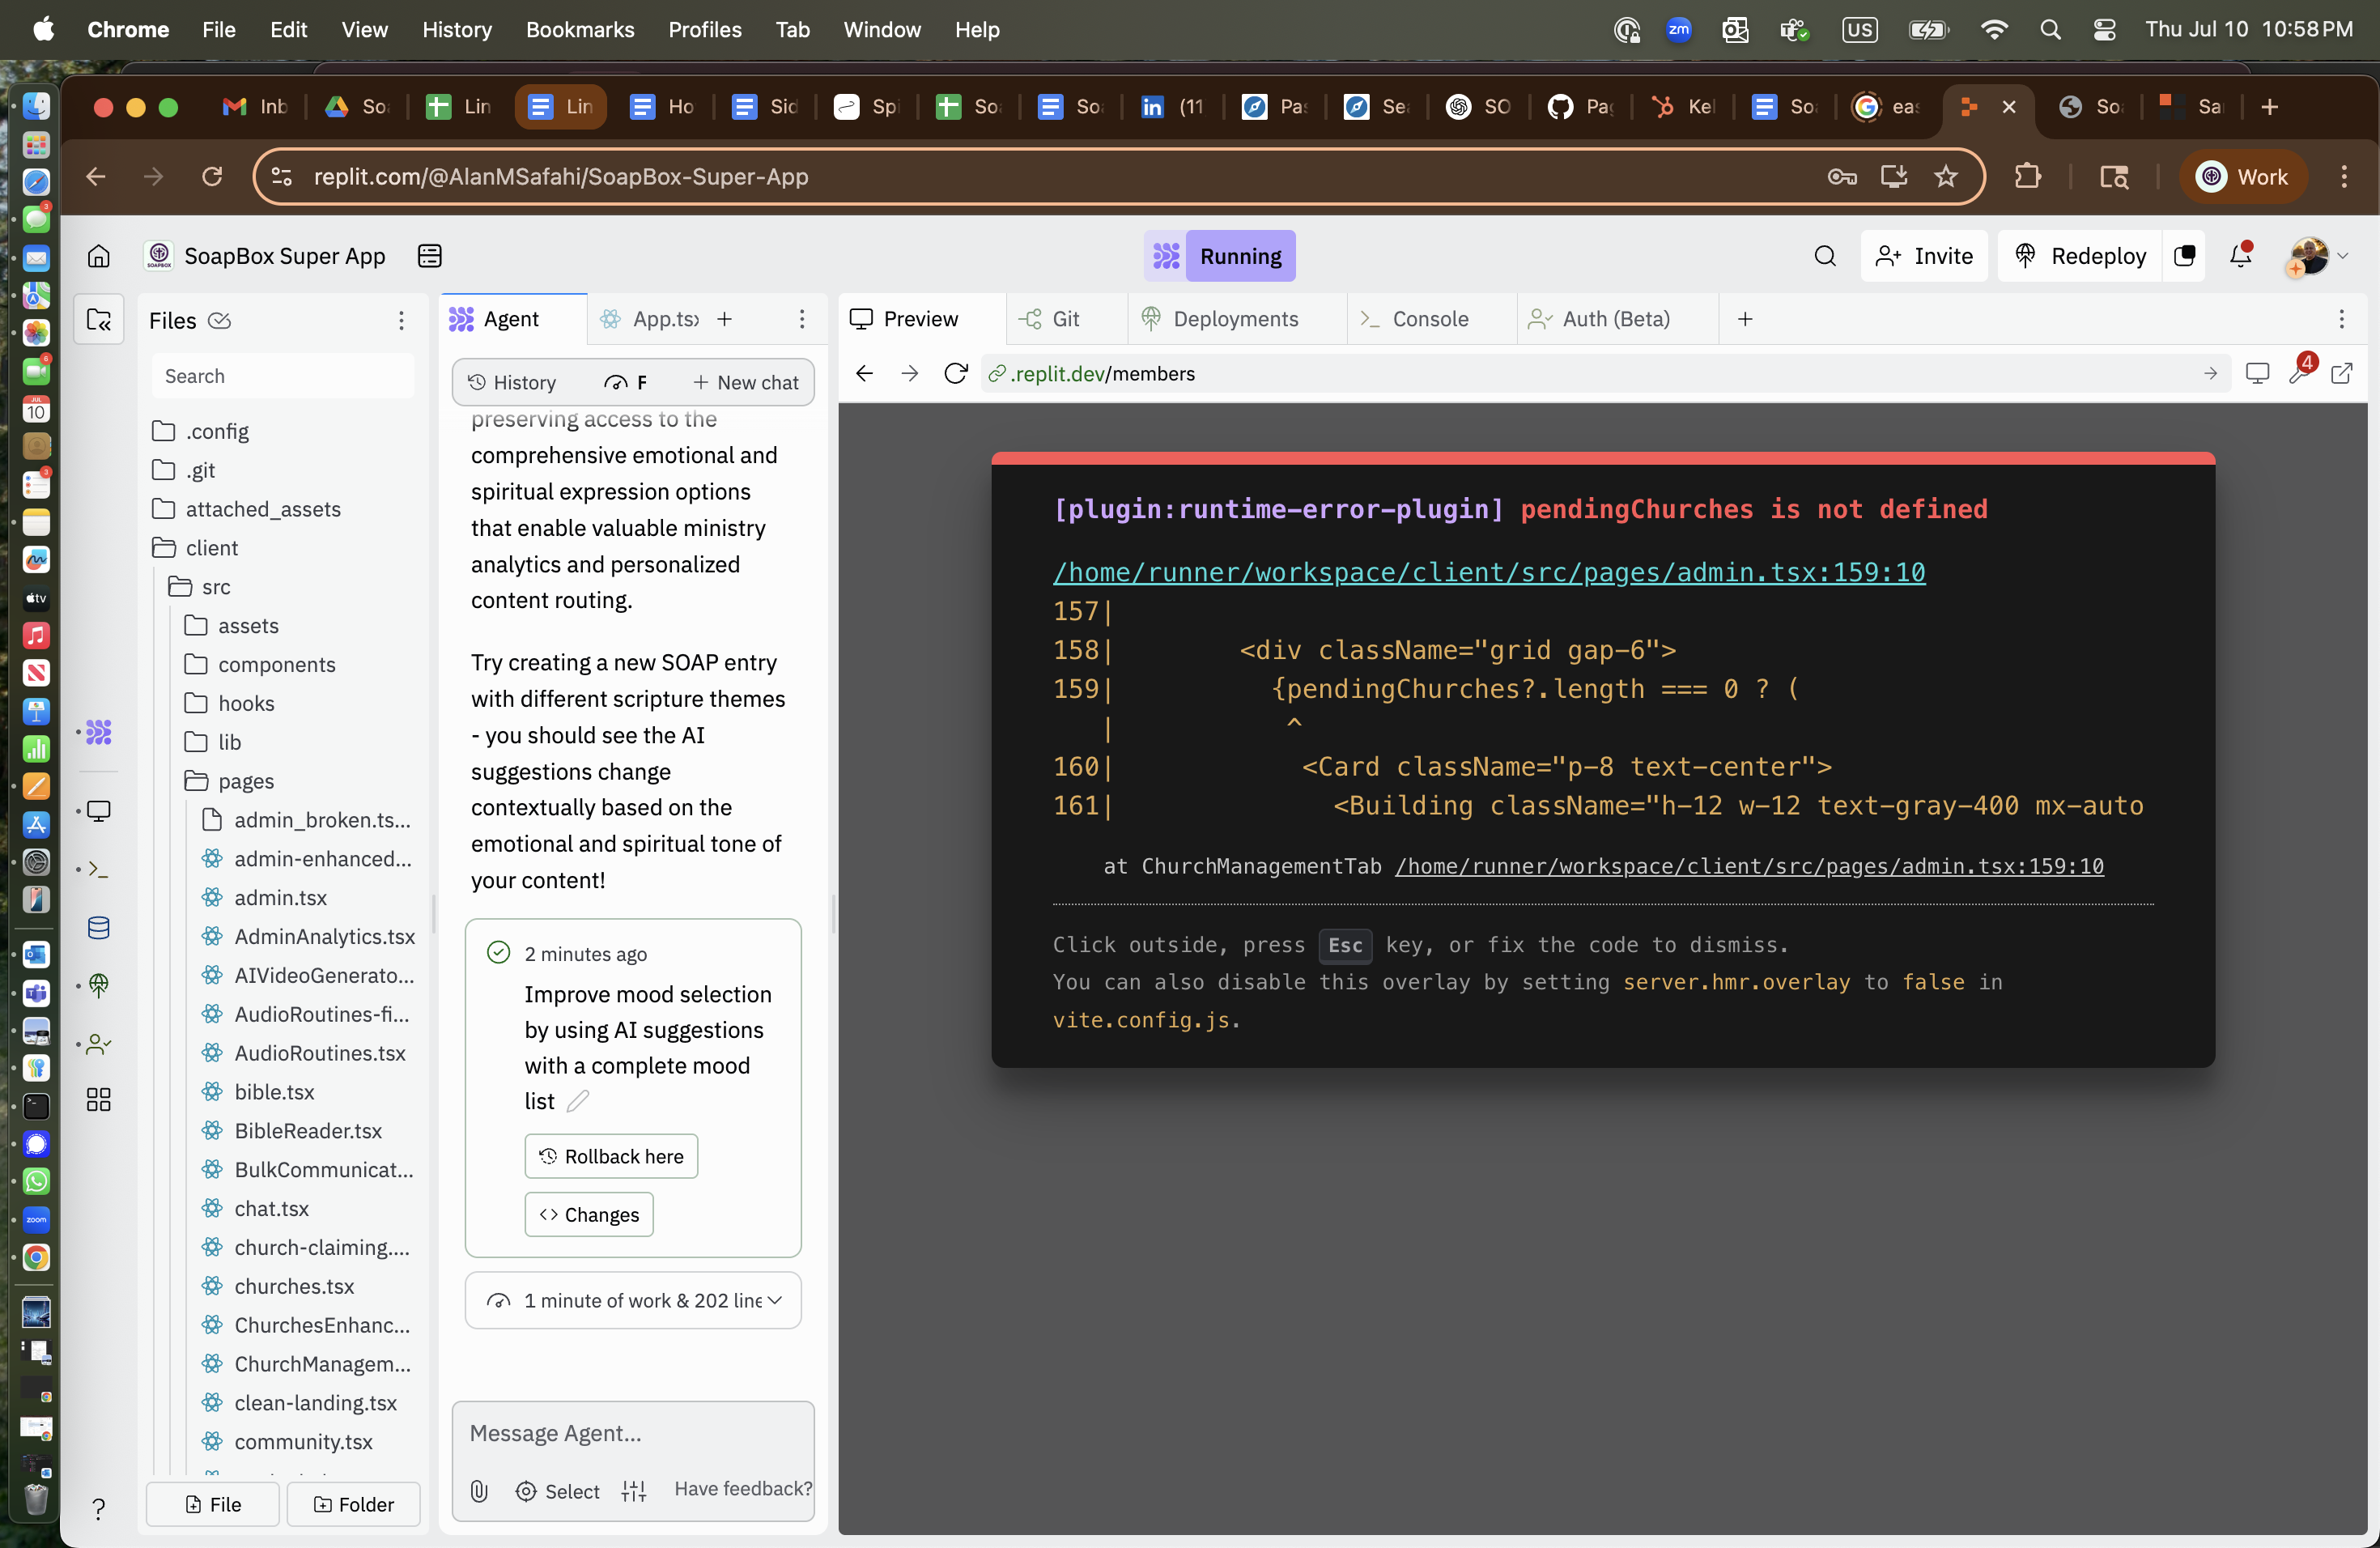 Chrome File Edit View History Bookmarks Profiles Tab Window Help
zm US Thu Jul 10 10:58 PM
Inb So Lin Lin Ho Sid Spi So So (11 Pas Se SO Pag Kel So eas So Sa
replit.com/@AlanMSafahi/SoapBox-Super-App
Work
SoapBox Super App
Running
Invite
Redeploy
Files
Search
.config
.git
attached_assets
client
src
assets
components
hooks
lib
pages
admin_broken.ts...
admin-enhanced...
admin.tsx
AdminAnalytics.tsx
AIVideoGenerato...
AudioRoutines-fi...
AudioRoutines.tsx
bible.tsx
BibleReader.tsx
BulkCommunicat...
chat.tsx
church-claiming....
churches.tsx
ChurchesEnhanc...
ChurchManagem...
clean-landing.tsx
community.tsx
File Folder
Agent App.tsx
History F New chat
preserving access to the
comprehensive emotional and
spiritual expression options
that enable valuable ministry
analytics and personalized
content routing.
Try creating a new SOAP entry
with different scripture themes
- you should see the AI
suggestions change
contextually based on the
emotional and spiritual tone of
your content!
2 minutes ago
Improve mood selection
by using AI suggestions
with a complete mood
list
Rollback here
<> Changes
1 minute of work & 202 line
Message Agent...
Select Have feedback?
Preview Git Deployments Console Auth (Beta)
.replit.dev/members
4
[plugin:runtime-error-plugin] pendingChurches is not defined
/home/runner/workspace/client/src/pages/admin.tsx:159:10
157|
158| <div className="grid gap-6">
159| {pendingChurches?.length === 0 ? (
| ^
160| <Card className="p-8 text-center">
161| <Building className="h-12 w-12 text-gray-400 mx-auto
at ChurchManagementTab /home/runner/workspace/client/src/pages/admin.tsx:159:10
Click outside, press Esc key, or fix the code to dismiss.
You can also disable this overlay by setting server.hmr.overlay to false in
vite.config.js.